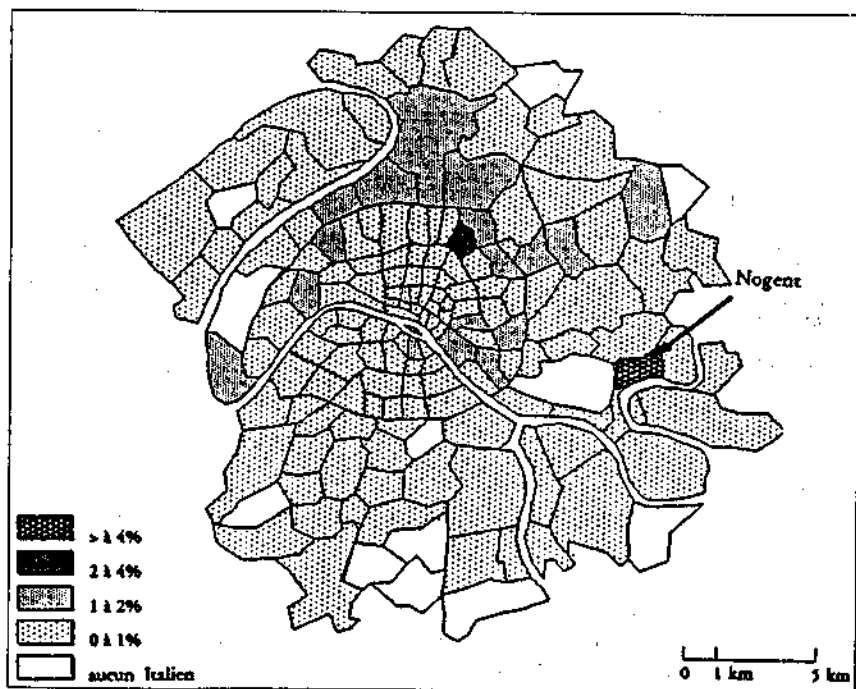 Nogent
> à 4%
2 à 4%
1 à 2%
0 à 1%
aucun Italien
0 1 km 5 km